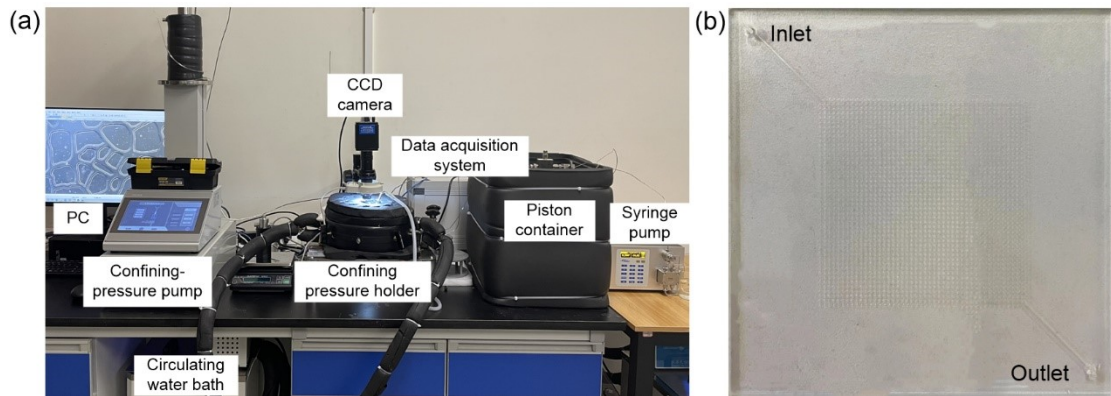 (a)
CCD
camera
Data acquisition
system
PC
Piston
container
Syringe
pump
Confining-
pressure pump
Confining
pressure holder
Circulating
water bath
(b)
Inlet
Outlet